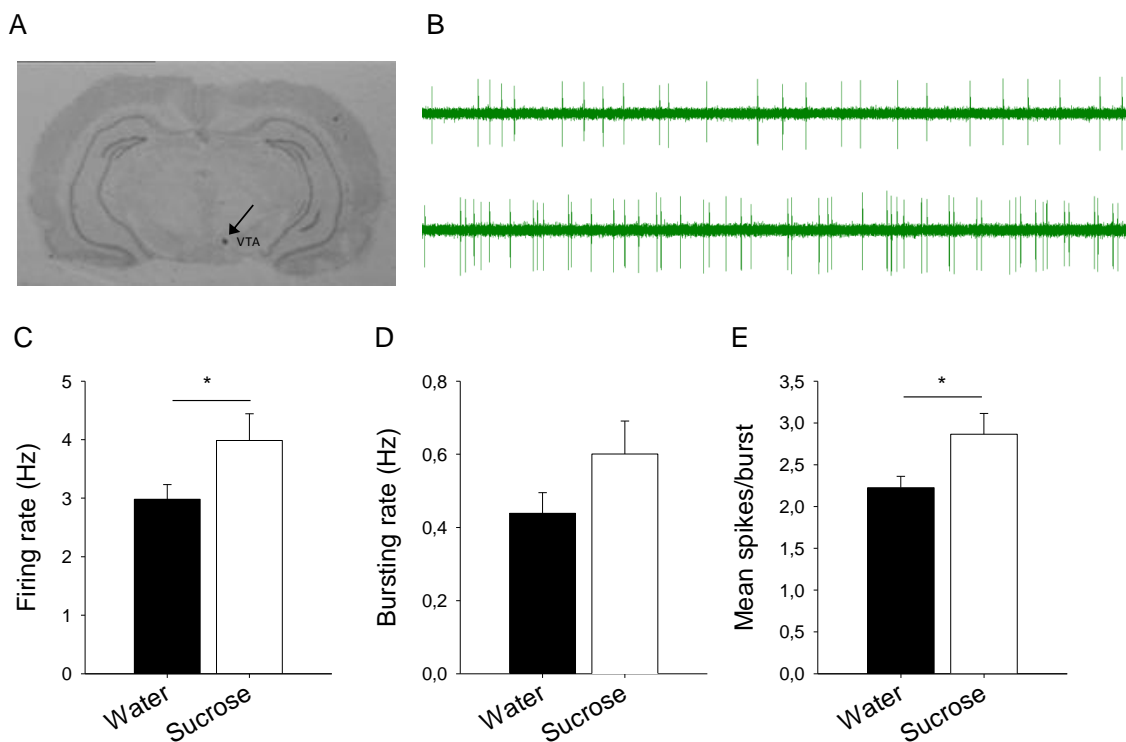 A
B
VTA
C
D
E
Firing rate (Hz)
5
4
3
2
1
0
*
Water
Sucrose
Bursting rate (Hz)
0,8
0,6
0,4
0,2
0,0
Water
Sucrose
Mean spikes/burst
3,5
3,0
2,5
2,0
1,5
1,0
0,5
0,0
*
Water
Sucrose